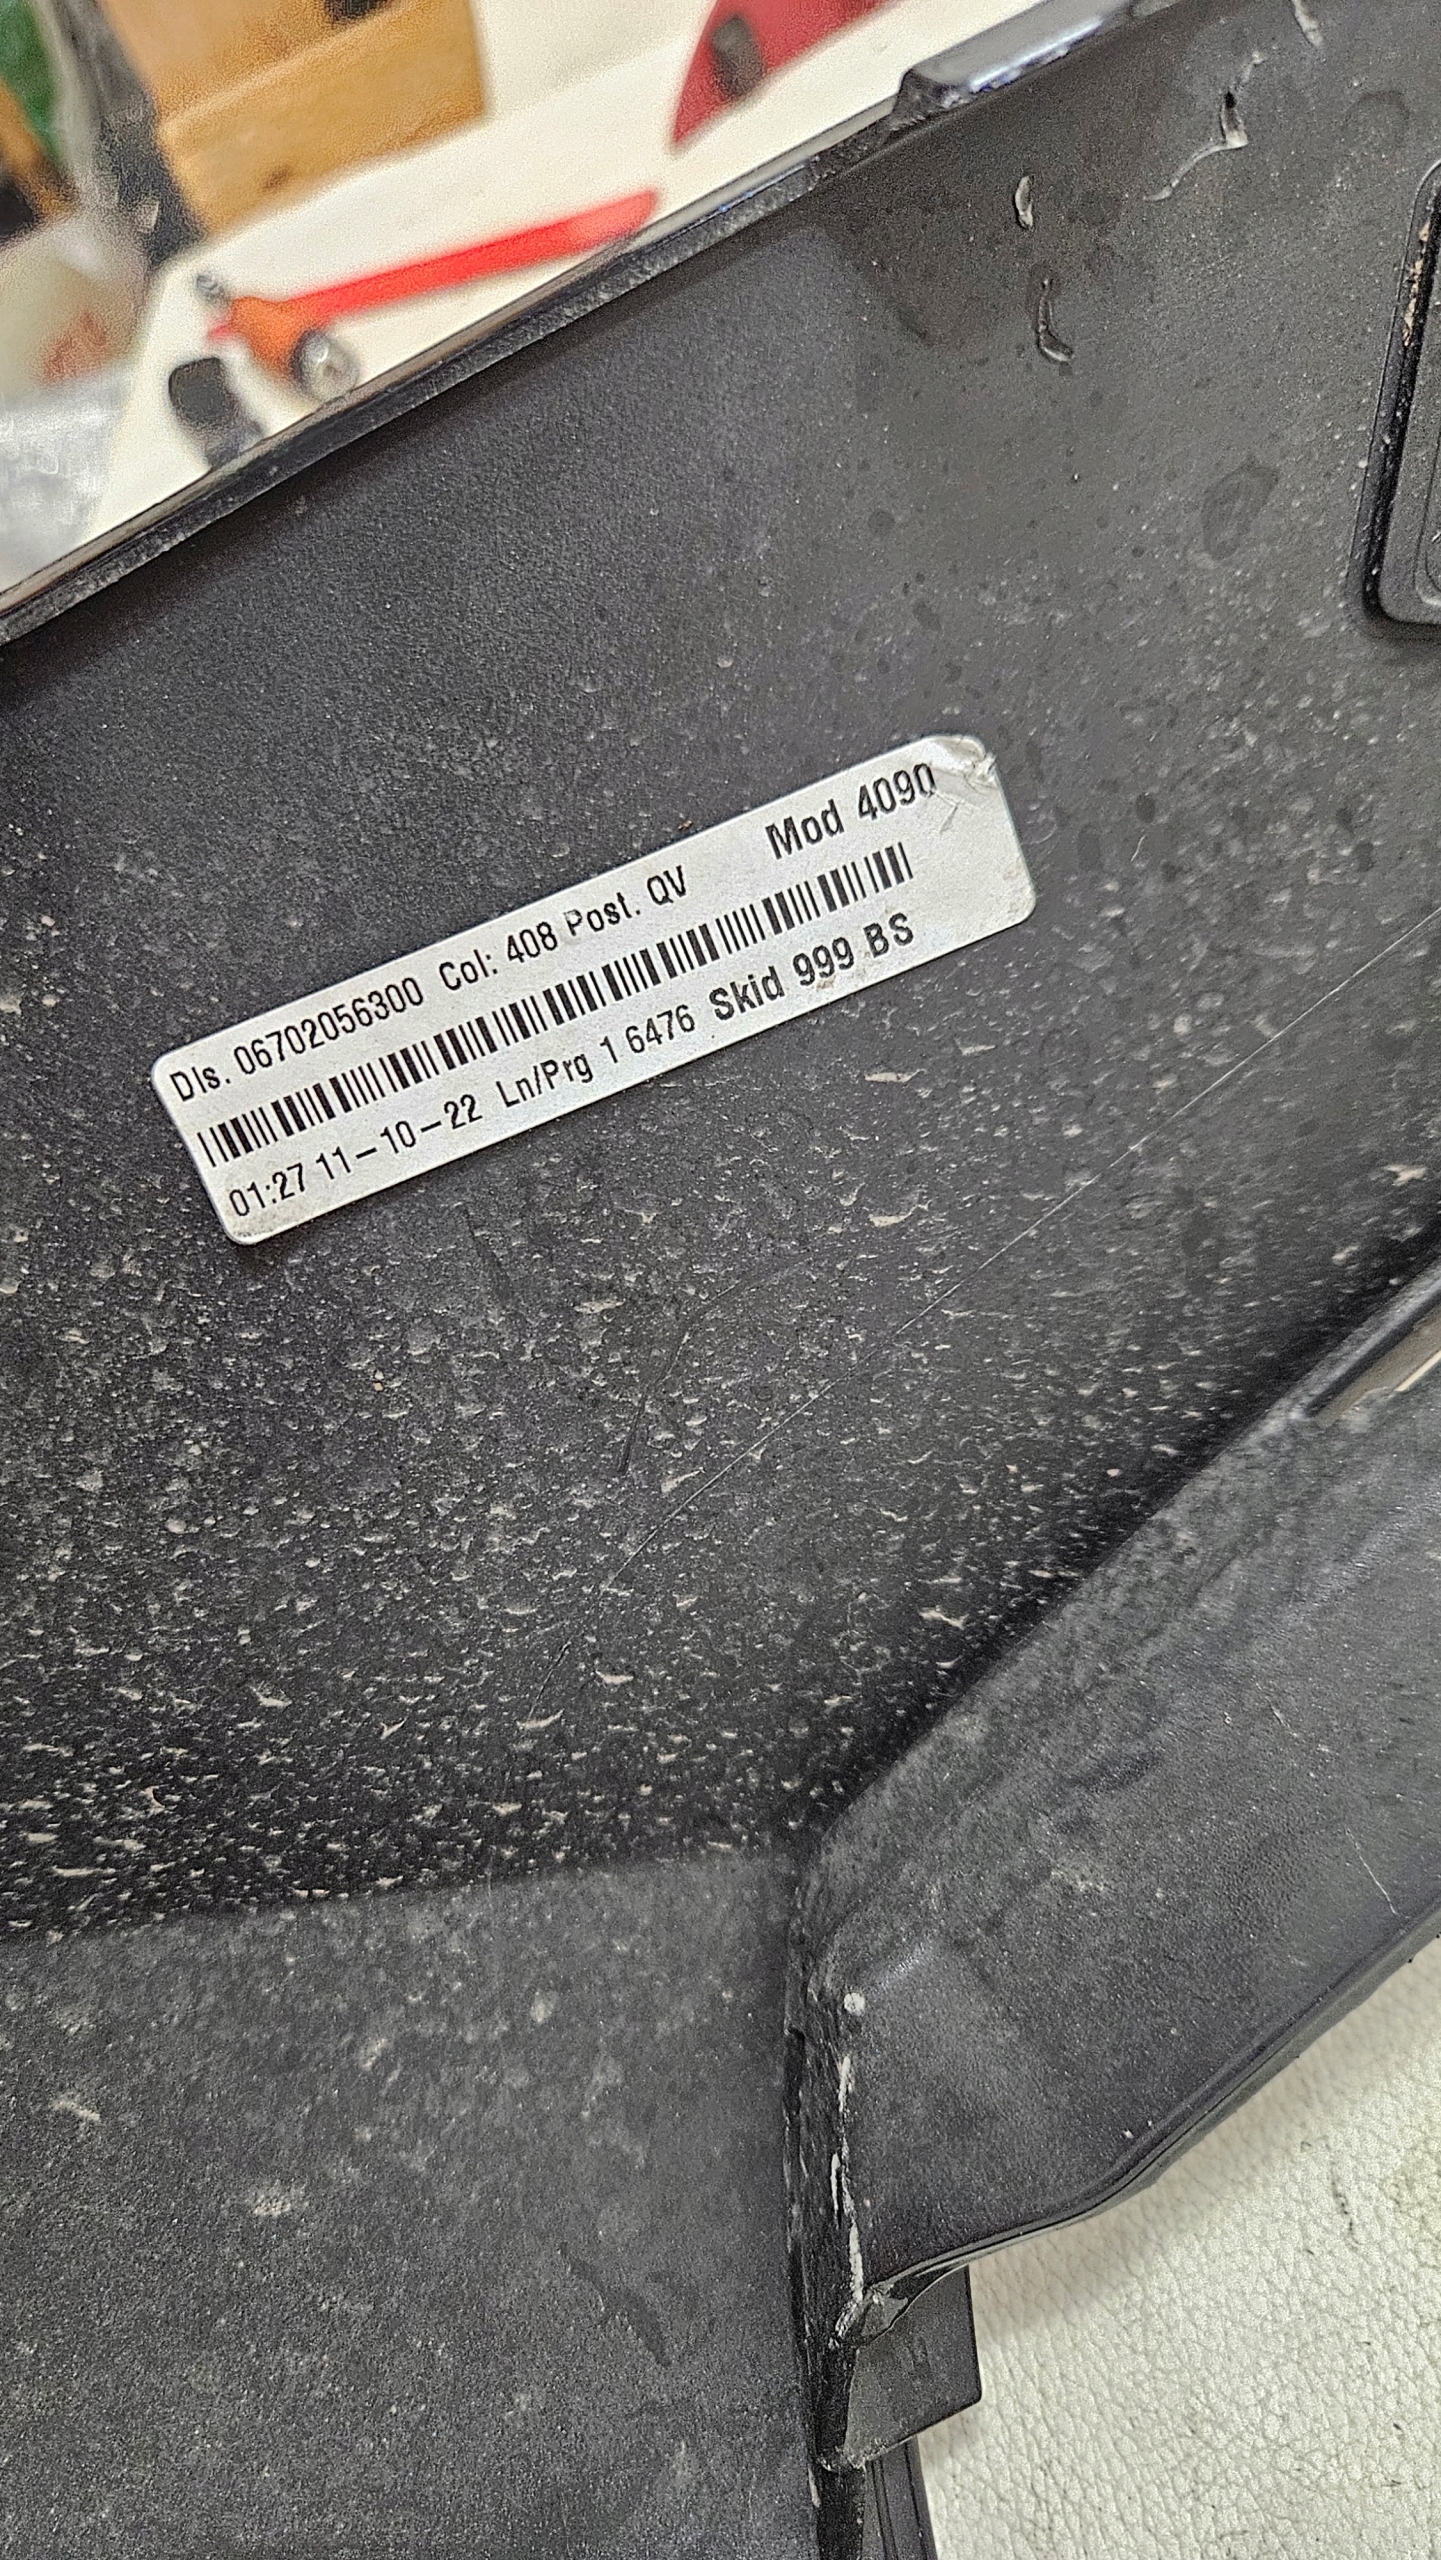 Dis. 06702056300 Col: 408 Post. QV Mod 4090
01:27 11-10-22 Ln/Prg 1 6476 Skid 999 BS